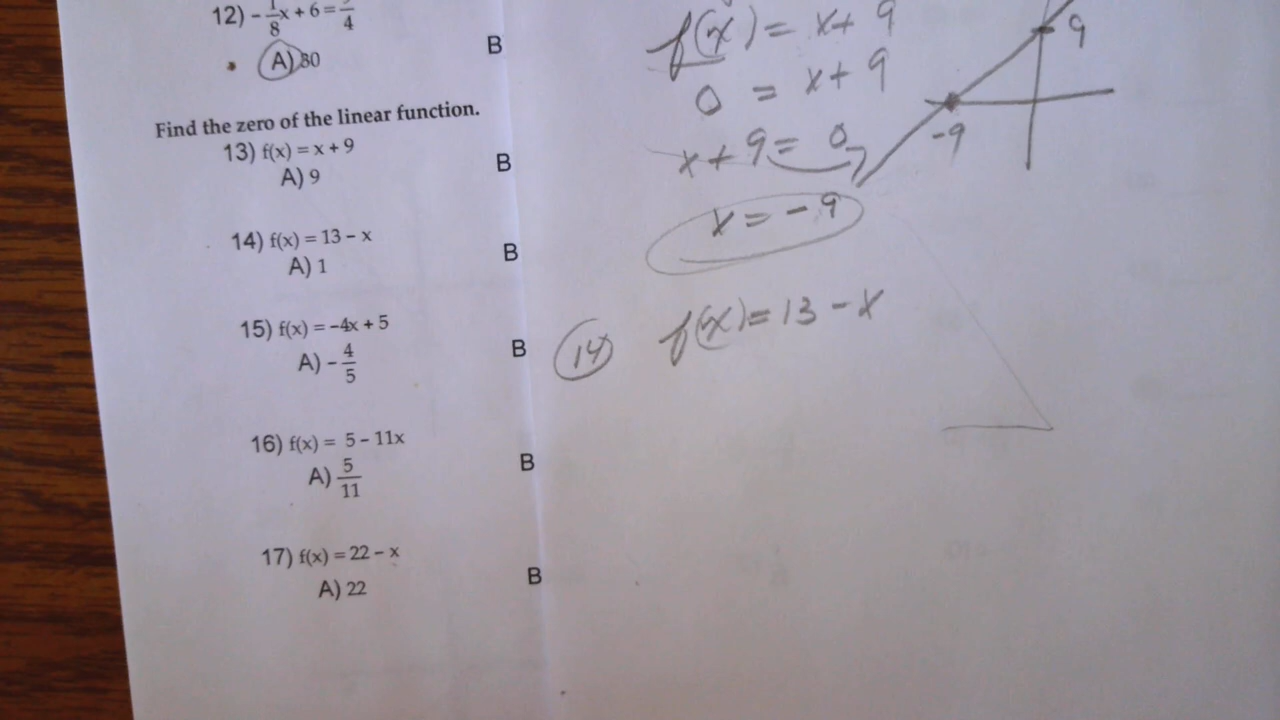 12) -1/8x + 6 = /4
A) 80 B
Find the zero of the linear function.
13) f(x) = x + 9
A) 9 B
14) f(x) = 13 - x
A) 1 B
15) f(x) = -4x + 5
A) -4/5 B
16) f(x) = 5 - 11x
A) 5/11 B
17) f(x) = 22 - x
A) 22 B
f(x) = x + 9
0 = x + 9
x + 9 = 0
x = -9
9
-9
14 f(x) = 13 - x